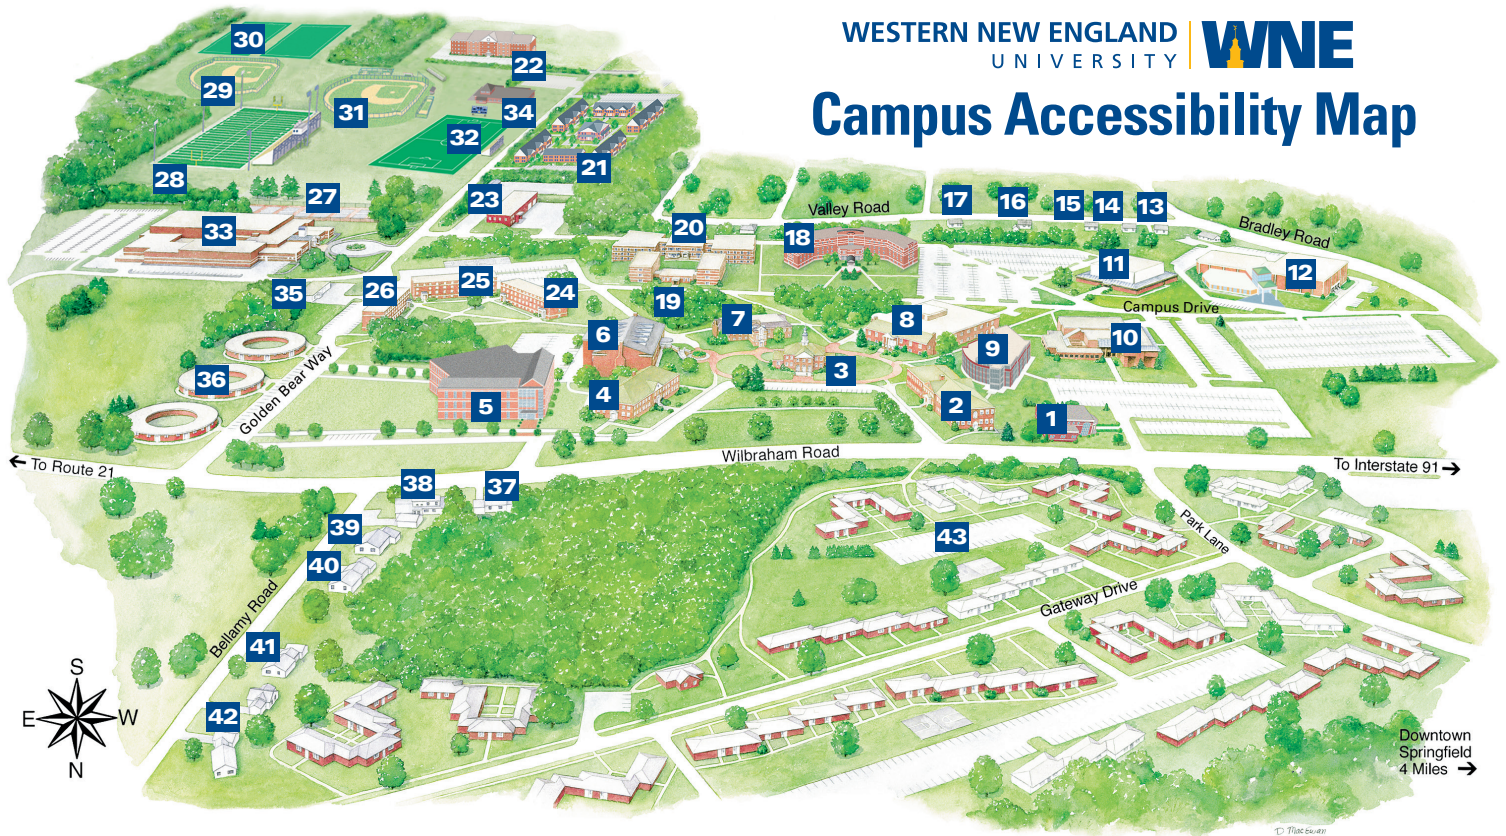 WESTERN NEW ENGLAND
UNIVERSITY
WNE
Campus Accessibility Map
30
22
29
31
34
32
21
28
27
23
17
16
15
14
13
Valley Road
33
20
18
Bradley Road
11
12
35
26
25
24
19
7
8
Campus Drive
6
9
10
36
Golden Bear Way
3
5
4
2
1
Wilbraham Road
← To Route 21
To Interstate 91 →
38
37
39
43
Park Lane
40
Gateway Drive
Bellamy Road
41
S
E
W
N
42
Downtown
Springfield
4 Miles →
D MacEwan